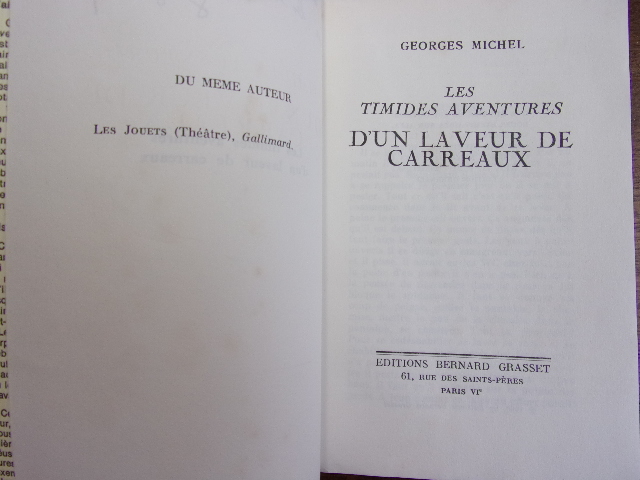 DU MEME AUTEUR
LES JOUETS (Théâtre), Gallimard.
GEORGES MICHEL
LES
TIMIDES AVENTURES
D'UN LAVEUR DE
CARREAUX
EDITIONS BERNARD GRASSET
61, RUE DES SAINTS-PÈRES
PARIS VIe